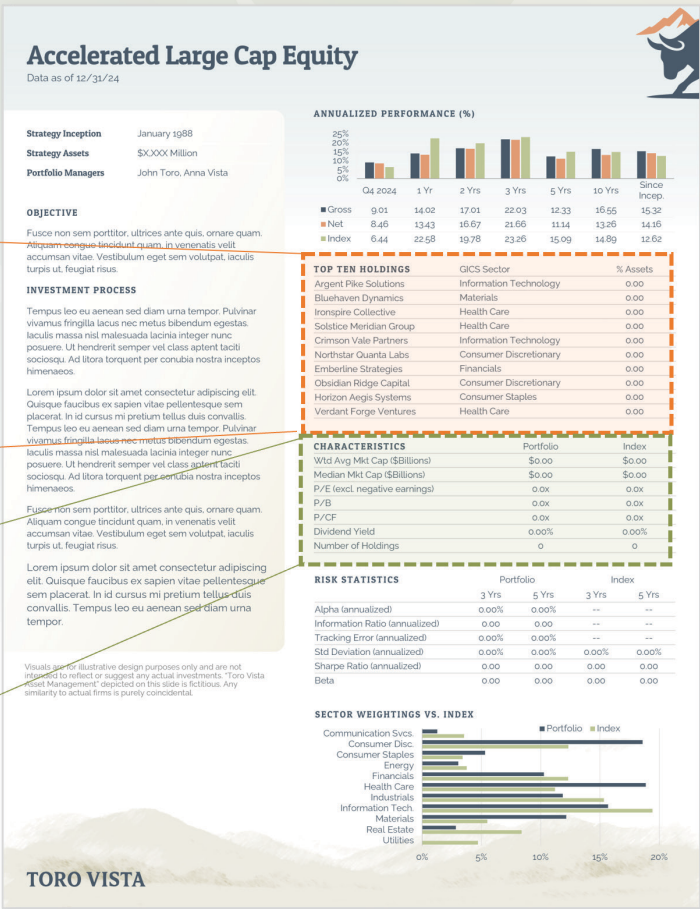 Accelerated Large Cap Equity
Data as of 12/31/24
Strategy Inception January 1988
Strategy Assets $X,XXX Million
Portfolio Managers John Toro, Anna Vista
OBJECTIVE
Fusce non sem porttitor, ultrices ante quis, ornare quam.
Aliquam congue tincidunt quam, in venenatis velit
accumsan vitae. Vestibulum eget sem volutpat, mattis
turpis ut, feugiat risus.
INVESTMENT PROCESS
Tempus leo eu aenean sed diam urna tempor. Pulvinar
vivamus fringilla lacus nec metus bibendum egestas.
Iaculis massa nisl malesuada lacinia integer nunc
posuere. Ut hendrerit semper vel class aptent taciti
sociosqu. Ad litora torquent per conubia nostra inceptos
himenaeos.
Lorem ipsum dolor sit amet consectetur adipiscing elit.
Quisque faucibus ex sapien vitae pellentesque sem
placerat. In id cursus mi pretium tellus duis convallis.
Tempus leo eu aenean sed diam urna tempor. Pulvinar
vivamus fringilla lacus nec metus bibendum egestas.
Iaculis massa nisl malesuada lacinia integer nunc
posuere. Ut hendrerit semper vel class aptent taciti
sociosqu. Ad litora torquent per conubia nostra inceptos
himenaeos.
Fusce non sem porttitor, ultrices ante quis, ornare quam.
Aliquam congue tincidunt quam, in venenatis velit
accumsan vitae. Vestibulum eget sem volutpat, mattis
turpis ut, feugiat risus.
Lorem ipsum dolor sit amet consectetur adipiscing
elit. Quisque faucibus ex sapien vitae pellentesque
sem placerat. In id cursus mi pretium tellus duis
convallis. Tempus leo eu aenean sed diam urna
tempor.
Visuals are for illustrative design purposes only and are not
intended to reflect or suggest any actual investments. "Toro Vista
Asset Management" depicted on this slide is fictitious. Any
similarity to actual firms is purely coincidental.
TORO VISTA
ANNUALIZED PERFORMANCE (%)
25%
20%
15%
10%
5%
0%
Q4 2024 1 Yr 2 Yrs 3 Yrs 5 Yrs 10 Yrs Since Incep.
Gross 9.01 14.02 17.01 22.03 12.33 16.55 15.32
Net 8.46 13.43 16.67 21.66 11.14 13.26 14.16
Index 6.44 22.58 19.78 23.26 15.09 14.89 12.62
TOP TEN HOLDINGS GICS Sector % Assets
Argent Pike Solutions Information Technology 0.00
Bluehaven Dynamics Materials 0.00
Ironspire Collective Health Care 0.00
Solstice Meridian Group Health Care 0.00
Crimson Vale Partners Information Technology 0.00
Northstar Quanta Labs Consumer Discretionary 0.00
Emberline Strategies Financials 0.00
Obsidian Ridge Capital Consumer Discretionary 0.00
Horizon Aegis Systems Consumer Staples 0.00
Verdant Forge Ventures Health Care 0.00
CHARACTERISTICS Portfolio Index
Wtd Avg Mkt Cap ($Billions) $0.00 $0.00
Median Mkt Cap ($Billions) $0.00 $0.00
P/E (excl. negative earnings) 0.0x 0.0x
P/B 0.0x 0.0x
P/CF 0.0x 0.0x
Dividend Yield 0.00% 0.00%
Number of Holdings 0 0
RISK STATISTICS Portfolio Index
3 Yrs 5 Yrs 3 Yrs 5 Yrs
Alpha (annualized) 0.00% 0.00% -- --
Information Ratio (annualized) 0.00 0.00 -- --
Tracking Error (annualized) 0.00% 0.00% -- --
Std Deviation (annualized) 0.00% 0.00% 0.00% 0.00%
Sharpe Ratio (annualized) 0.00 0.00 0.00 0.00
Beta 0.00 0.00 0.00 0.00
SECTOR WEIGHTINGS VS. INDEX
Portfolio Index
Communication Svcs.
Consumer Disc.
Consumer Staples
Energy
Financials
Health Care
Industrials
Information Tech.
Materials
Real Estate
Utilities
0% 5% 10% 15% 20%